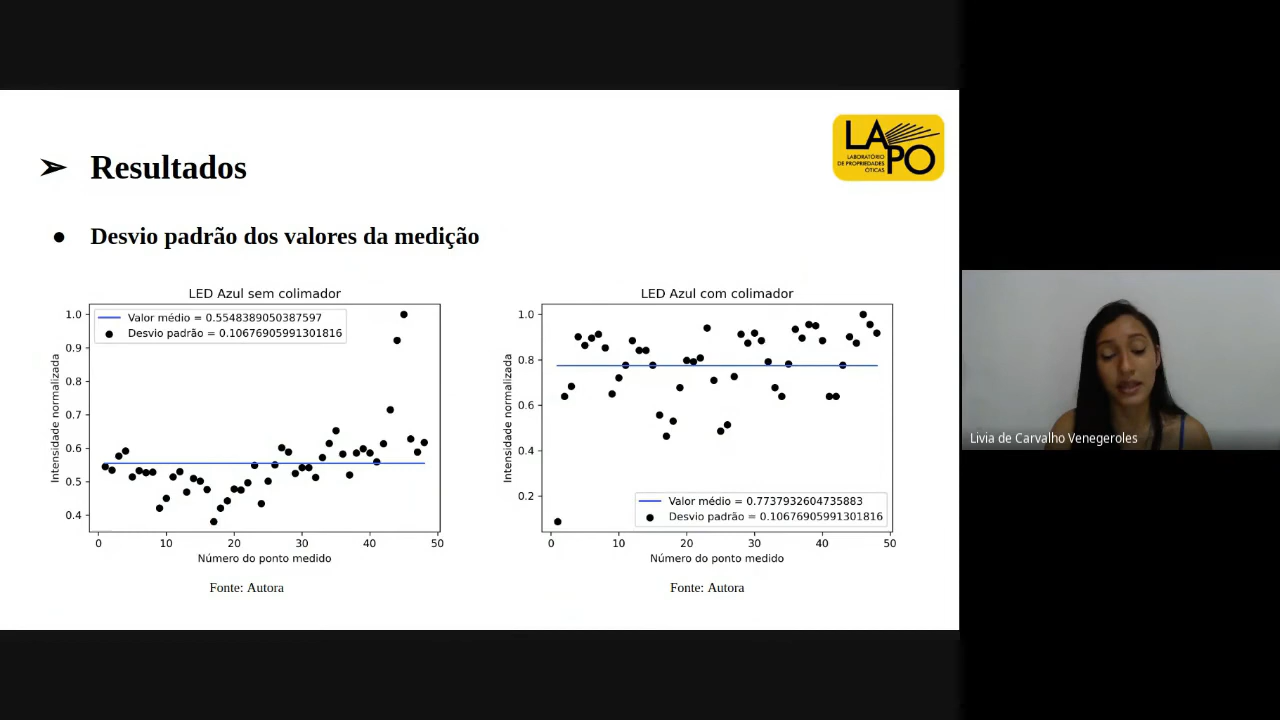 ➢ Resultados
LAPO
LABORATÓRIO
DE PROPRIEDADES
ÓTICAS
● Desvio padrão dos valores da medição
LED Azul sem colimador
Valor médio = 0.5548389050387597
Desvio padrão = 0.10676905991301816
1.0
0.9
0.8
0.7
0.6
0.5
0.4
Intensidade normalizada
0 10 20 30 40 50
Número do ponto medido
Fonte: Autora
LED Azul com colimador
1.0
0.8
0.6
0.4
0.2
Intensidade normalizada
Valor médio = 0.7737932604735883
Desvio padrão = 0.10676905991301816
0 10 20 30 40 50
Número do ponto medido
Fonte: Autora
Livia de Carvalho Venegeroles